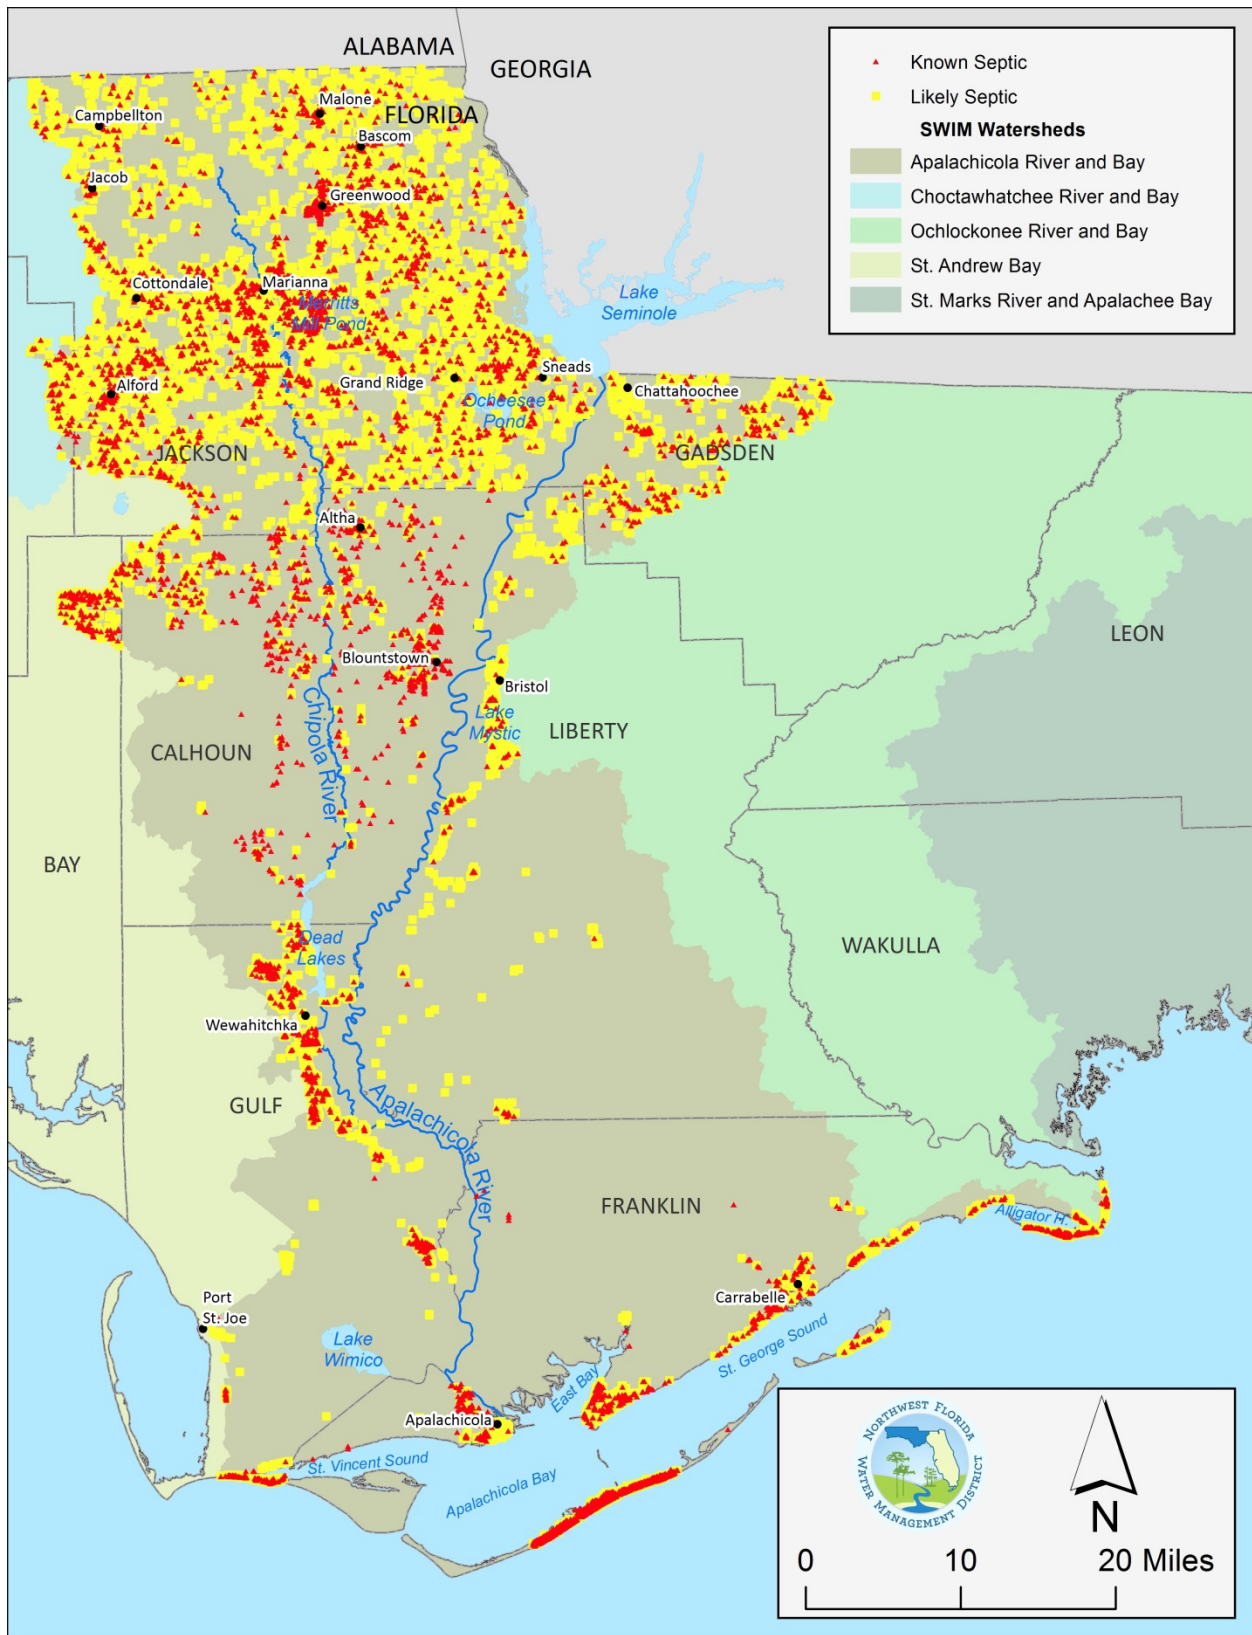 ALABAMA
GEORGIA
FLORIDA
Known Septic
Likely Septic
SWIM Watersheds
Apalachicola River and Bay
Choctawhatchee River and Bay
Ochlockonee River and Bay
St. Andrew Bay
St. Marks River and Apalachee Bay
Campbellton
Malone
Bascom
Jacob
Greenwood
Cottondale
Marianna
Merritts
Mill Pond
Lake
Seminole
Alford
Grand Ridge
Sneads
Chattahoochee
Ocheesee
Pond
JACKSON
GADSDEN
Altha
LEON
Blountstown
Bristol
Lake
Mystic
LIBERTY
CALHOUN
Chipola River
BAY
Dead
Lakes
WAKULLA
Wewahitchka
GULF
Apalachicola River
FRANKLIN
Alligator H.
Carrabelle
Port
St. Joe
Lake
Wimico
St. George Sound
East Bay
Apalachicola
St. Vincent Sound
Apalachicola Bay
NORTHWEST FLORIDA
WATER MANAGEMENT DISTRICT
N
0 10 20 Miles